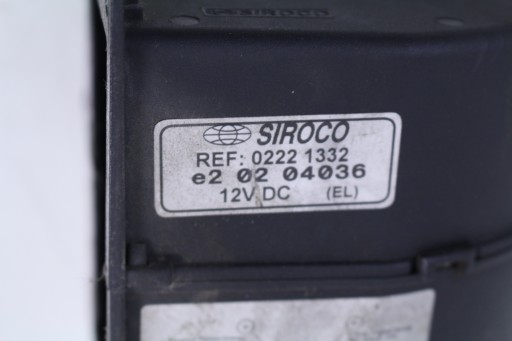 SIROCO
REF: 0222 1332
e2 02 04036
12V DC (EL)